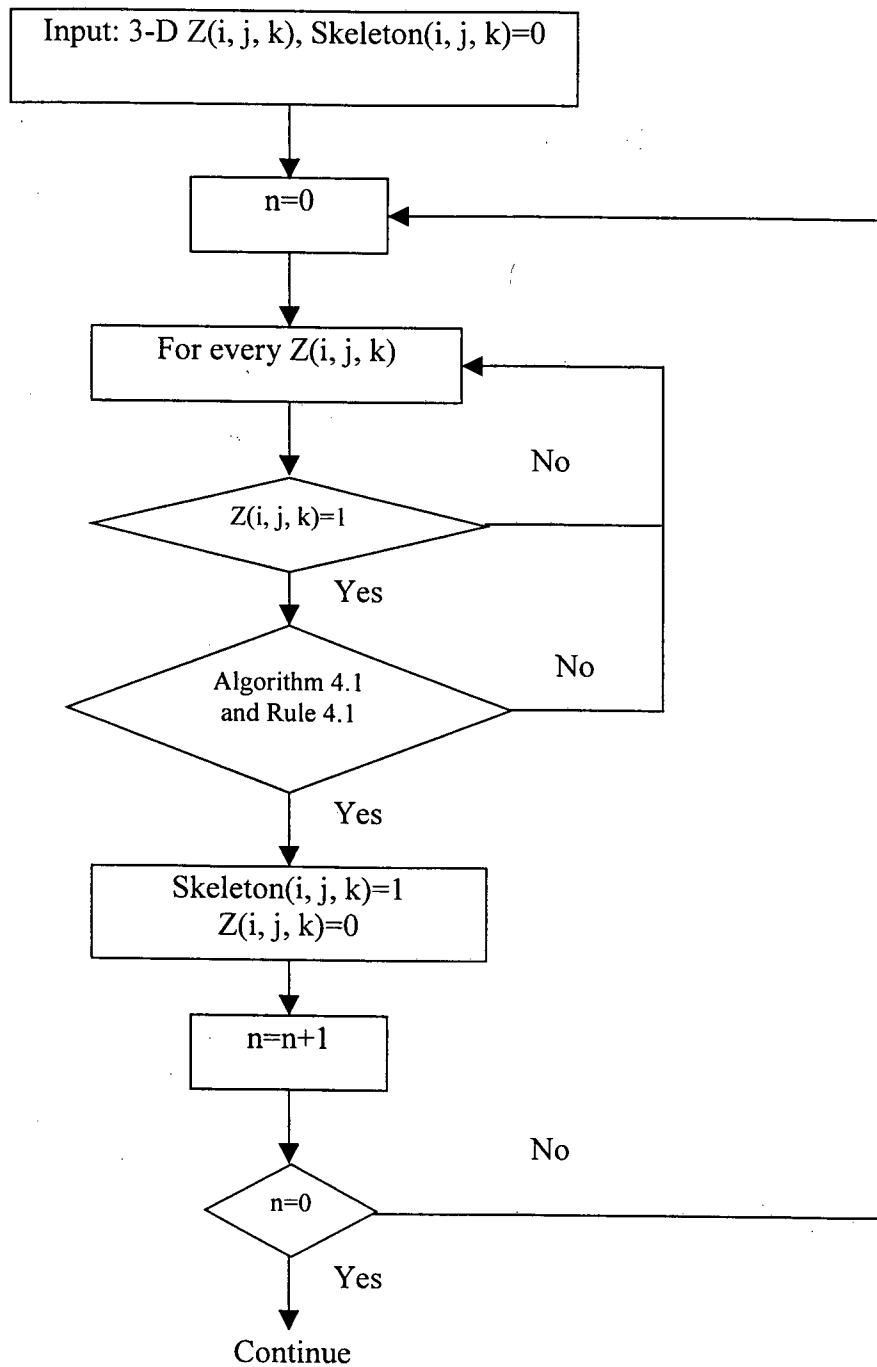 Input: 3-D Z(i, j, k), Skeleton(i, j, k)=0
n=0
For every Z(i, j, k)
No
Z(i, j, k)=1
Yes
No
Algorithm 4.1
and Rule 4.1
Yes
Skeleton(i, j, k)=1
Z(i, j, k)=0
n=n+1
No
n=0
Yes
Continue